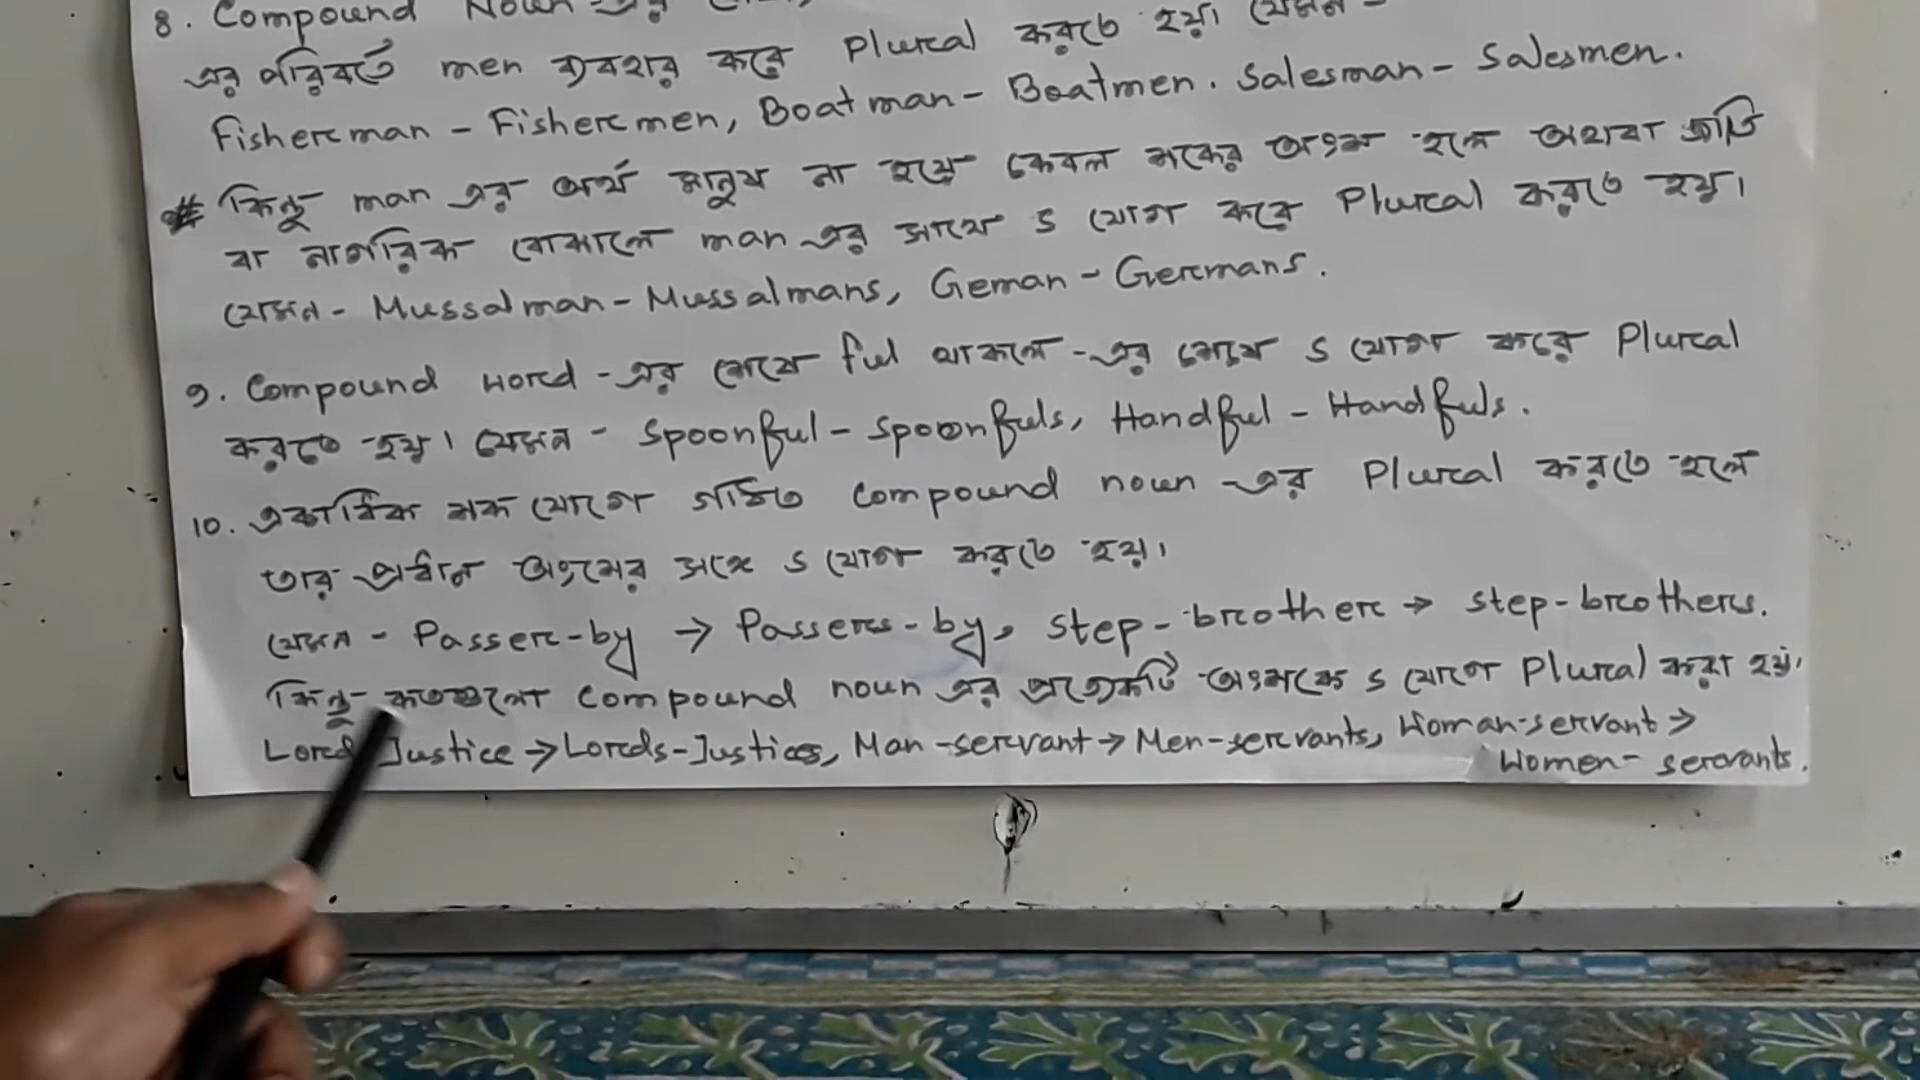 8. Compound Noun-এর
এর পরিবর্তে men ব্যবহার করে Plural করতে হয়। যেমন -
Fisherman - Fishermen, Boatman - Boatmen. Salesman - Salesmen.
# কিন্তু man এর অর্থ মানুষ না হয়ে কেবল শব্দের অংশ হলে অথবা জাতি
বা নাগরিক বোঝালে man এর সাথে s যোগ করে Plural করতে হয়।
যেমন - Mussalman - Mussalmans, Geman - Germans.
9. Compound word - এর শেষে ful থাকলে - এর শেষে s যোগ করে Plural
করতে হয়। যেমন - Spoonful - Spoonfuls, Handful - Handfuls.
10. একাধিক শব্দ যোগে গঠিত Compound noun - এর Plural করতে হলে
তার প্রধান অংশের সঙ্গে s যোগ করতে হয়।
যেমন - Passer-by → Passers-by, Step-brother → Step-brothers.
কিন্তু কতগুলো Compound noun এর প্রত্যেকটি অংশকে s যোগে Plural করা হয়।
Lord Justice → Lords-Justices, Man-servant → Men-servants, Woman-servant →
Women-servants.